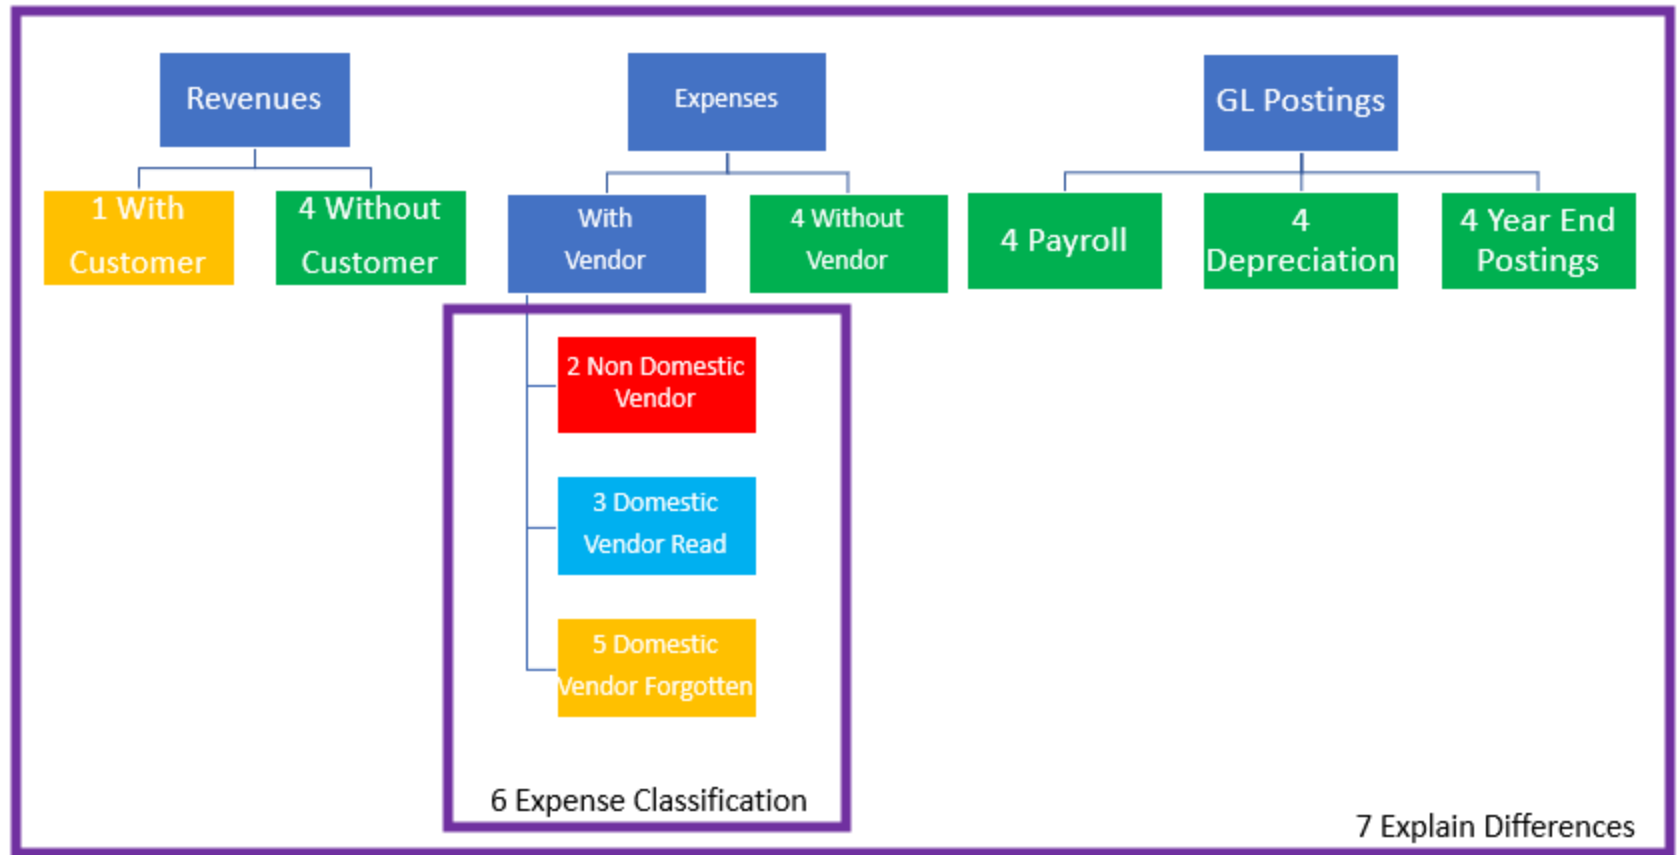 Revenues
Expenses
GL Postings
1 With
Customer
4 Without
Customer
With
Vendor
4 Without
Vendor
4 Payroll
4
Depreciation
4 Year End
Postings
2 Non Domestic
Vendor
3 Domestic
Vendor Read
5 Domestic
Vendor Forgotten
6 Expense Classification
7 Explain Differences